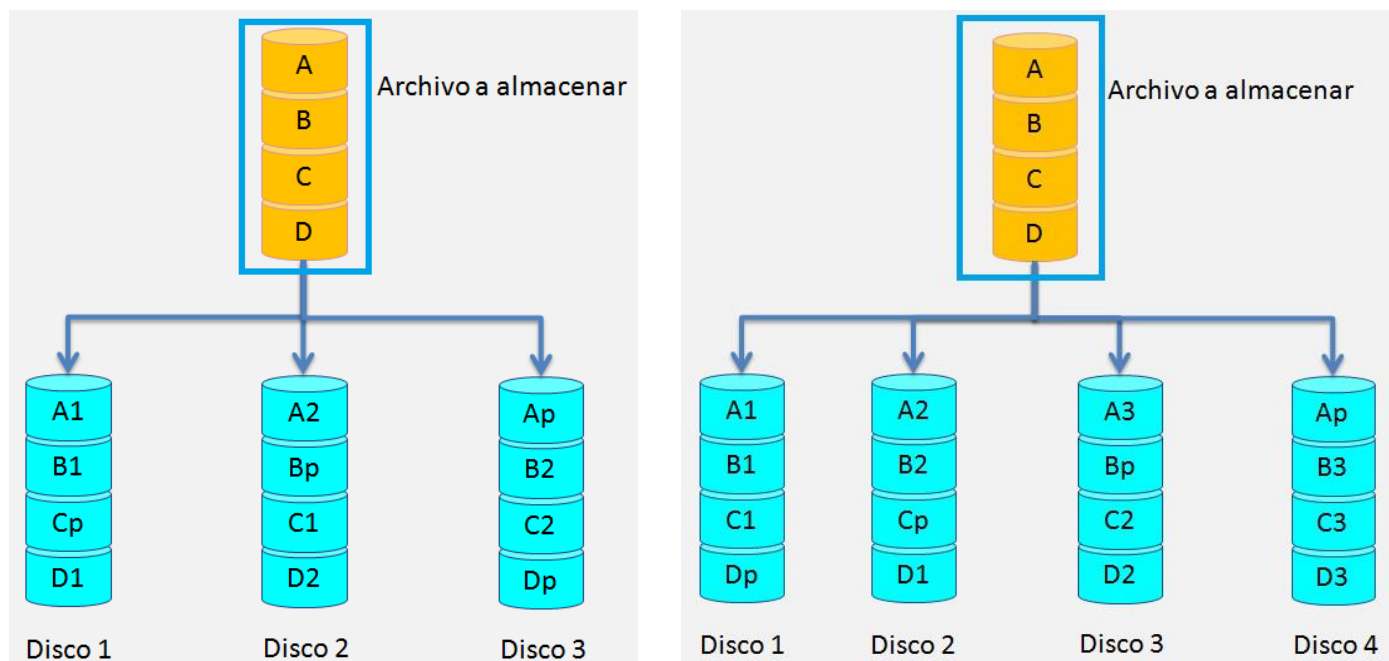 A
B
C
D
Archivo a almacenar
A1
B1
Cp
D1
Disco 1
A2
Bp
C1
D2
Disco 2
Ap
B2
C2
Dp
Disco 3
A
B
C
D
Archivo a almacenar
A1
B1
C1
Dp
Disco 1
A2
B2
Cp
D1
Disco 2
A3
Bp
C2
D2
Disco 3
Ap
B3
C3
D3
Disco 4